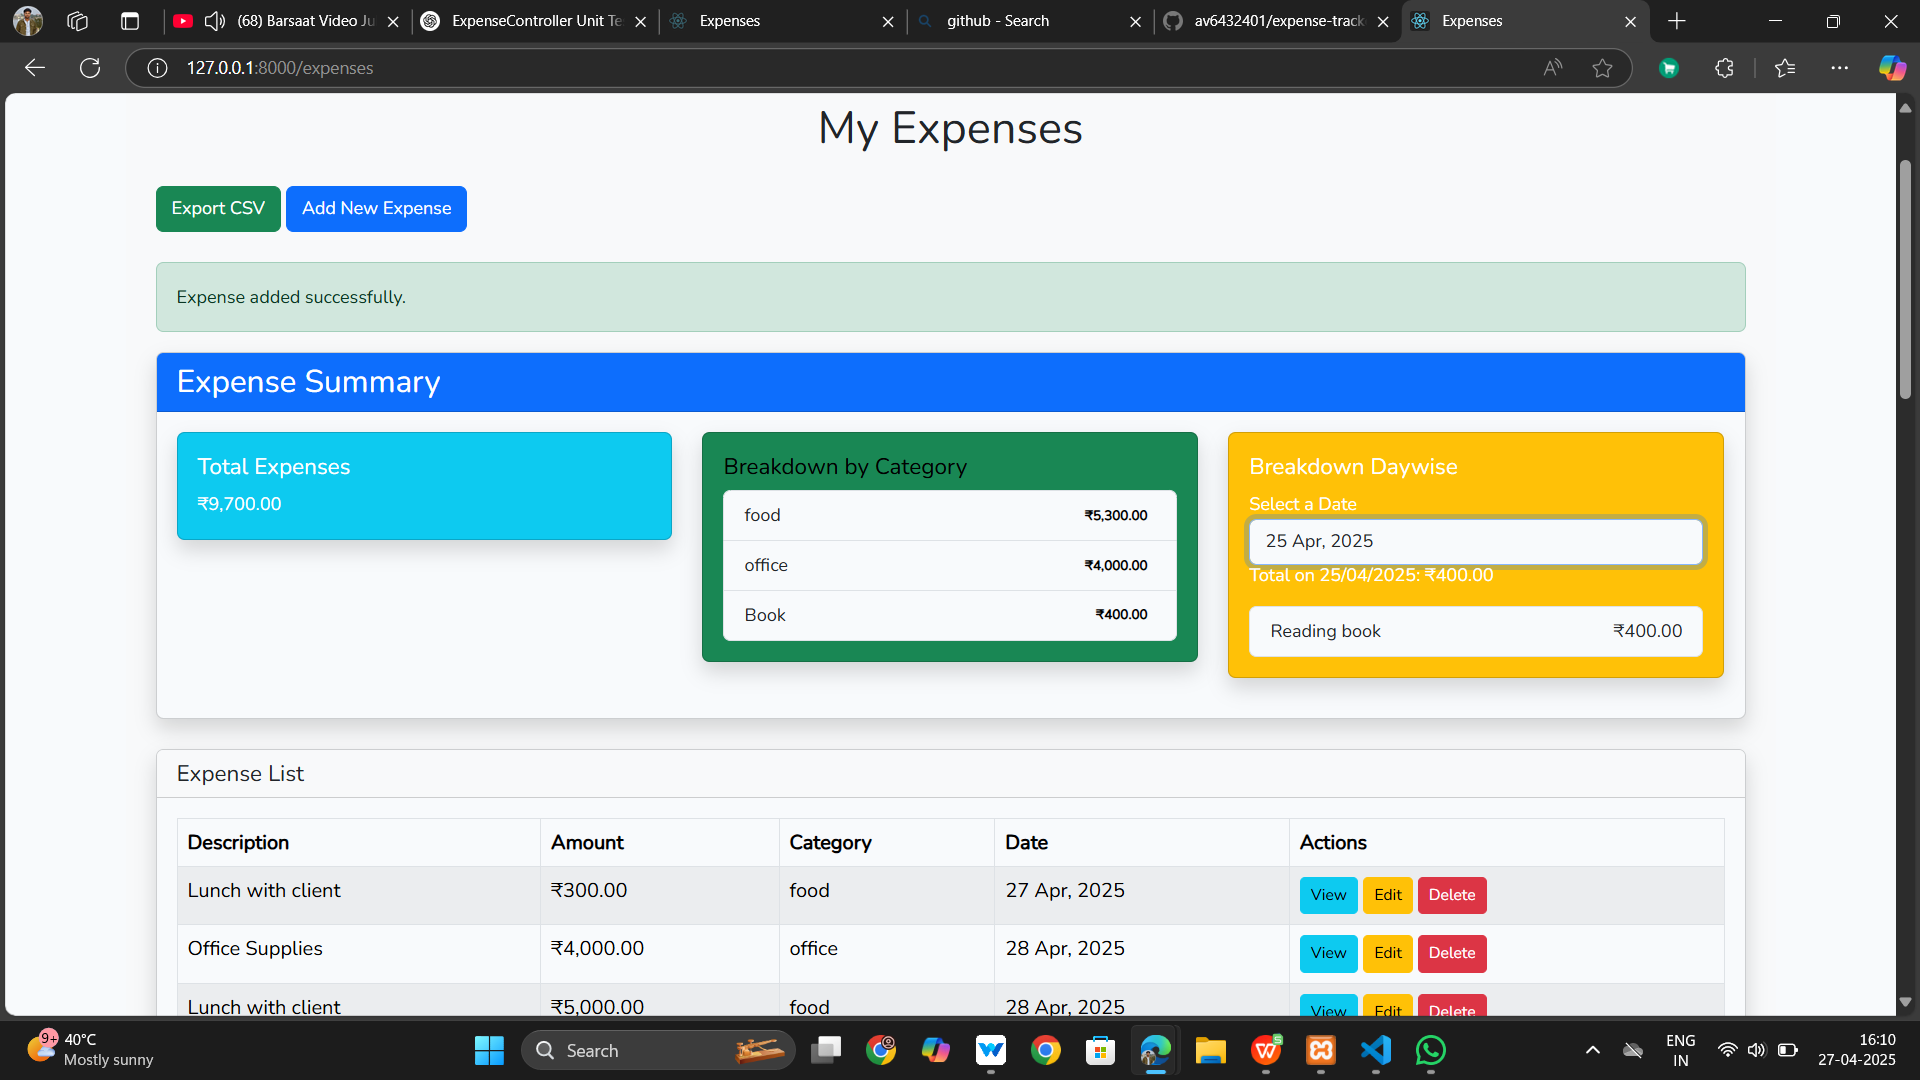 (68) Barsaat Video Ju
ExpenseController Unit Te
Expenses
github - Search
av6432401/expense-track
Expenses
127.0.0.1:8000/expenses
My Expenses
Export CSV
Add New Expense
Expense added successfully.
Expense Summary
Total Expenses
₹9,700.00
Breakdown by Category
food ₹5,300.00
office ₹4,000.00
Book ₹400.00
Breakdown Daywise
Select a Date
25 Apr, 2025
Total on 25/04/2025: ₹400.00
Reading book ₹400.00
Expense List
Description Amount Category Date Actions
Lunch with client ₹300.00 food 27 Apr, 2025 View Edit Delete
Office Supplies ₹4,000.00 office 28 Apr, 2025 View Edit Delete
Lunch with client ₹5,000.00 food 28 Apr, 2025 View Edit Delete
9+
40°C
Mostly sunny
Search
ENG
IN
16:10
27-04-2025